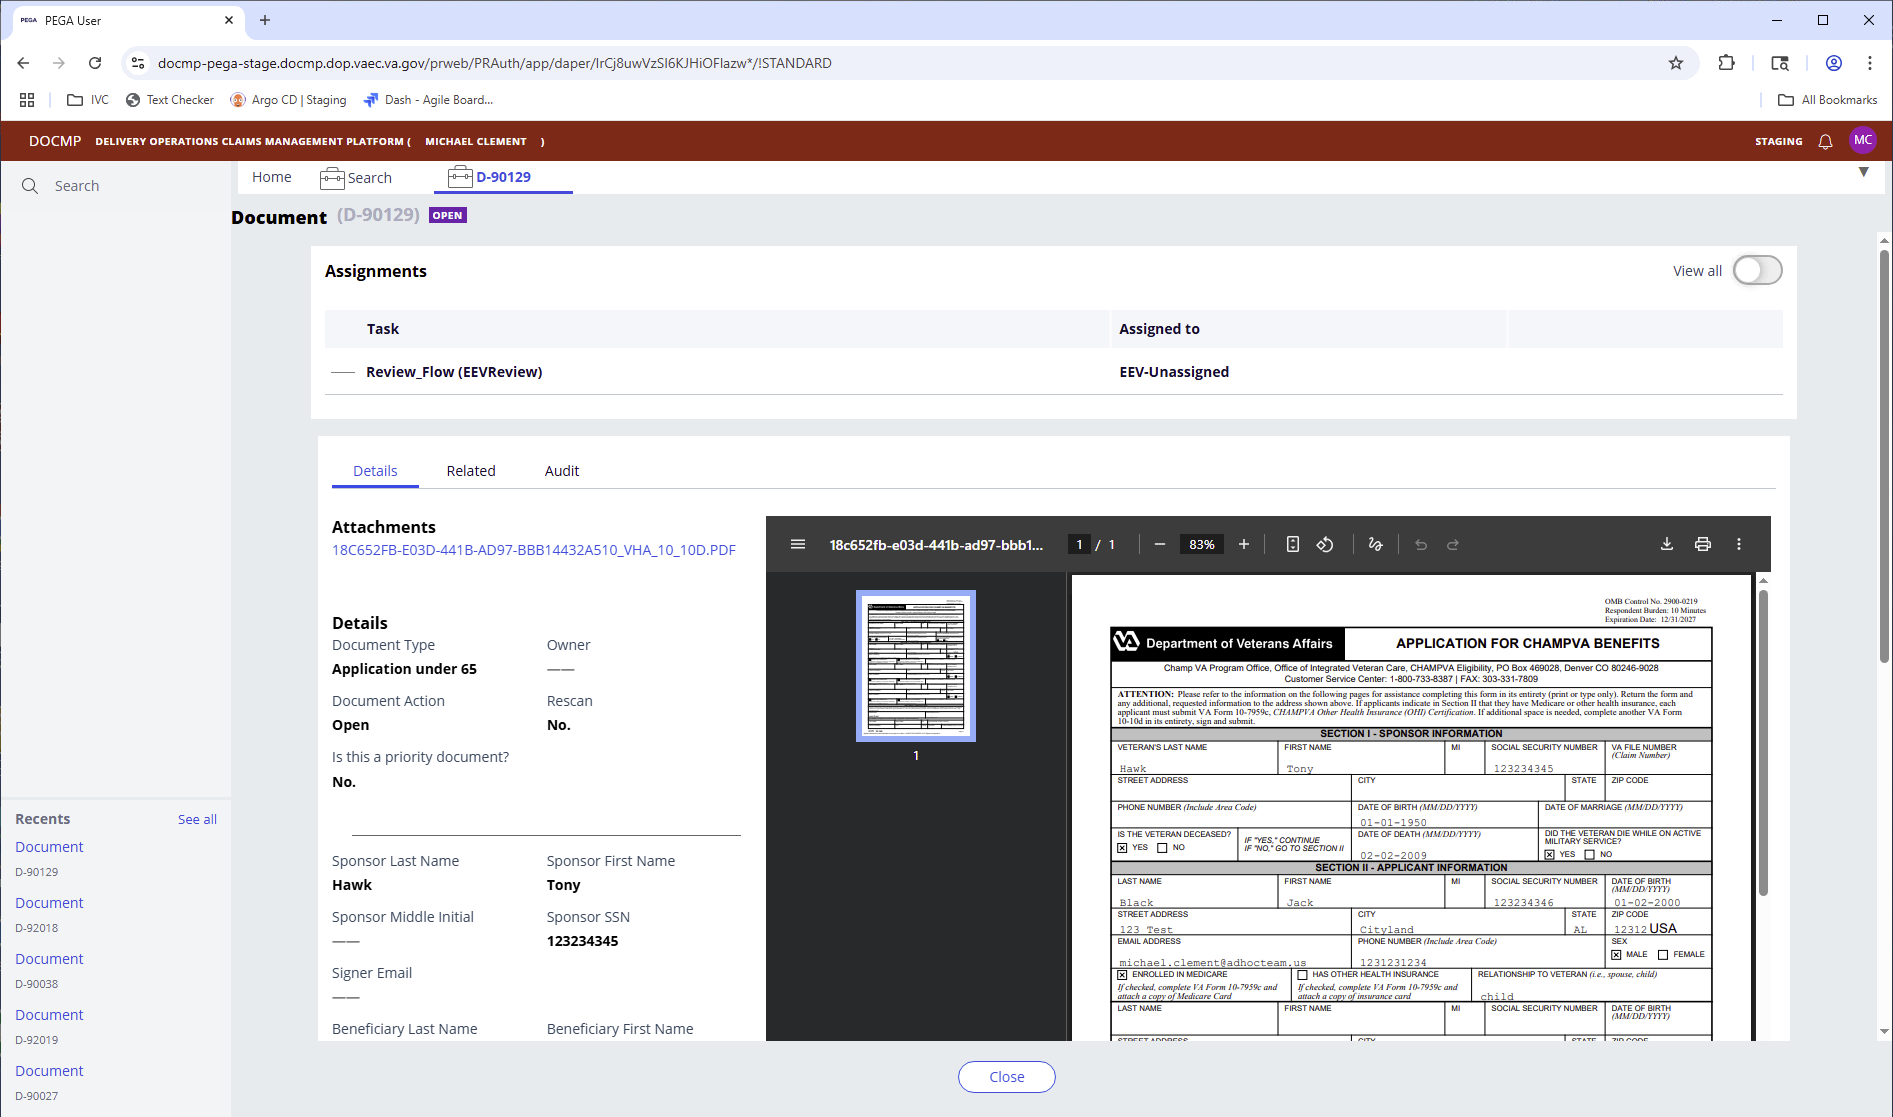 PEGA PEGA User
docmp-pega-stage.docmp.dop.vaec.va.gov/prweb/PRAuth/app/daper/IrCj8uwVzSI6KJHiOFIazw*/!STANDARD
IVC Text Checker Argo CD | Staging Dash - Agile Board... All Bookmarks
DOCMP DELIVERY OPERATIONS CLAIMS MANAGEMENT PLATFORM ( MICHAEL CLEMENT ) STAGING MC
Search
Home Search D-90129
Document (D-90129) OPEN
Assignments View all
Task Assigned to
Review_Flow (EEVReview) EEV-Unassigned
Details Related Audit
Attachments
18C652FB-E03D-441B-AD97-BBB14432A510_VHA_10_10D.PDF
Details
Document Type Owner
Application under 65 ——
Document Action Rescan
Open No.
Is this a priority document?
No.
Sponsor Last Name Sponsor First Name
Hawk Tony
Sponsor Middle Initial Sponsor SSN
—— 123234345
Signer Email
——
Beneficiary Last Name Beneficiary First Name
18c652fb-e03d-441b-ad97-bbb1... 1 / 1 83%
1
OMB Control No. 2900-0219
Respondent Burden: 10 Minutes
Expiration Date: 12/31/2027
VA Department of Veterans Affairs APPLICATION FOR CHAMPVA BENEFITS
Champ VA Program Office, Office of Integrated Veteran Care, CHAMPVA Eligibility, PO Box 469028, Denver CO 80246-9028
Customer Service Center: 1-800-733-8387 | FAX: 303-331-7809
ATTENTION: Please refer to the information on the following pages for assistance completing this form in its entirety (print or type only). Return the form and
any additional, requested information to the address shown above. If applicants indicate in Section II that they have Medicare or other health insurance, each
applicant must submit VA Form 10-7959c, CHAMPVA Other Health Insurance (OHI) Certification. If additional space is needed, complete another VA Form
10-10d in its entirety, sign and submit.
SECTION I - SPONSOR INFORMATION
VETERAN'S LAST NAME FIRST NAME MI SOCIAL SECURITY NUMBER VA FILE NUMBER
(Claim Number)
Hawk Tony 123234345
STREET ADDRESS CITY STATE ZIP CODE
PHONE NUMBER (Include Area Code) DATE OF BIRTH (MM/DD/YYYY) DATE OF MARRIAGE (MM/DD/YYYY)
01-01-1950
IS THE VETERAN DECEASED? IF "YES," CONTINUE DATE OF DEATH (MM/DD/YYYY) DID THE VETERAN DIE WHILE ON ACTIVE
YES NO IF "NO," GO TO SECTION II MILITARY SERVICE?
02-02-2009 YES NO
SECTION II - APPLICANT INFORMATION
LAST NAME FIRST NAME MI SOCIAL SECURITY NUMBER DATE OF BIRTH
(MM/DD/YYYY)
Black Jack 123234346 01-02-2000
STREET ADDRESS CITY STATE ZIP CODE
123 Test Cityland AL 12312 USA
EMAIL ADDRESS PHONE NUMBER (Include Area Code) SEX
michael.clement@adhocteam.us 1231231234 MALE FEMALE
ENROLLED IN MEDICARE HAS OTHER HEALTH INSURANCE RELATIONSHIP TO VETERAN (i.e., spouse, child)
If checked, complete VA Form 10-7959c and If checked, complete VA Form 10-7959c and
attach a copy of Medicare Card attach a copy of insurance card child
LAST NAME FIRST NAME MI SOCIAL SECURITY NUMBER DATE OF BIRTH
(MM/DD/YYYY)
STREET ADDRESS CITY STATE ZIP CODE
Recents See all
Document
D-90129
Document
D-92018
Document
D-90038
Document
D-92019
Document
D-90027
Close